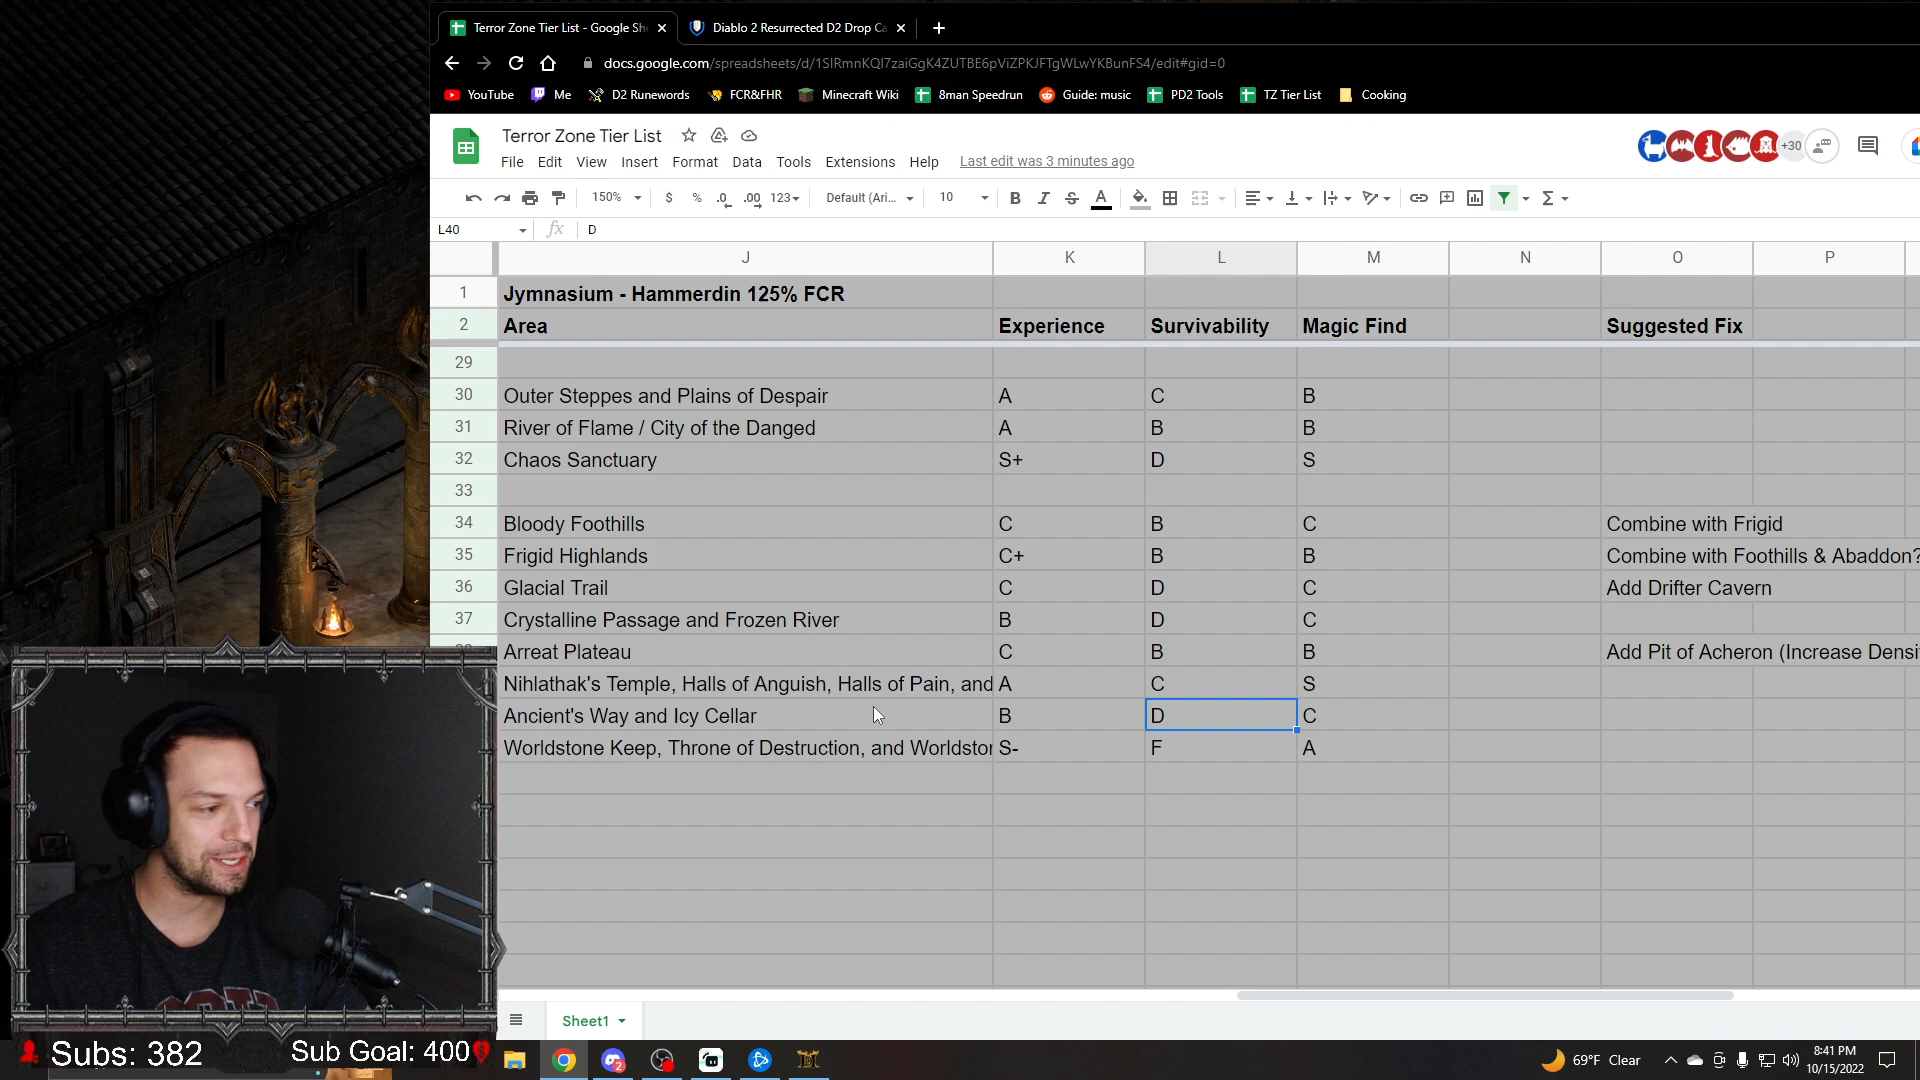 Terror Zone Tier List - Google She
Diablo 2 Resurrected D2 Drop Ca
docs.google.com/spreadsheets/d/1SIRmnKQI7zaiGgK4ZUTBE6pViZPKJFTgWLwYKBunFS4/edit#gid=0
YouTube Me D2 Runewords FCR&FHR Minecraft Wiki 8man Speedrun Guide: music PD2 Tools TZ Tier List Cooking
Terror Zone Tier List
+30
File Edit View Insert Format Data Tools Extensions Help Last edit was 3 minutes ago
150% $ % .0 .00 123 Default (Ari... 10 B I S A Σ
L40 fx D
J K L M N O P
1 Jymnasium - Hammerdin 125% FCR
2 Area Experience Survivability Magic Find Suggested Fix
29
30 Outer Steppes and Plains of Despair A C B
31 River of Flame / City of the Danged A B B
32 Chaos Sanctuary S+ D S
33
34 Bloody Foothills C B C Combine with Frigid
35 Frigid Highlands C+ B B Combine with Foothills & Abaddon?
36 Glacial Trail C D C Add Drifter Cavern
37 Crystalline Passage and Frozen River B D C
Arreat Plateau C B B Add Pit of Acheron (Increase Densi
Nihlathak's Temple, Halls of Anguish, Halls of Pain, and A C S
Ancient's Way and Icy Cellar B D C
Worldstone Keep, Throne of Destruction, and Worldstor S- F A
Sheet1
Subs: 382 Sub Goal: 400
2
69°F Clear
8:41 PM
10/15/2022